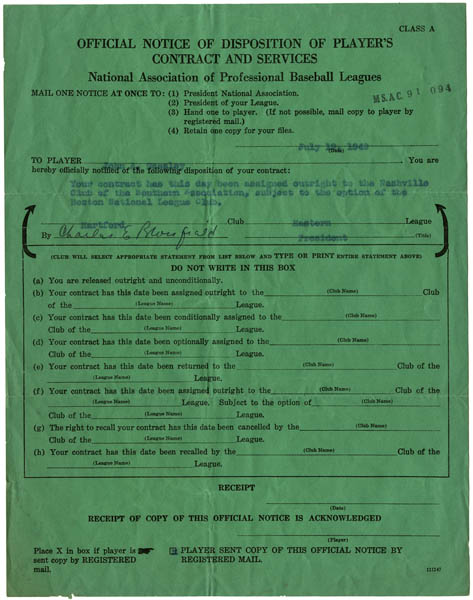 CLASS A
OFFICIAL NOTICE OF DISPOSITION OF PLAYER'S
CONTRACT AND SERVICES
National Association of Professional Baseball Leagues
MAIL ONE NOTICE AT ONCE TO: (1) President National Association.
(2) President of your League.
(3) Hand one to player. (If not possible, mail copy to player by
registered mail.)
(4) Retain one copy for your files.
MS.A.C. 91 094
July 12, 1949
(Date)
TO PLAYER John . You are
hereby officially notified of the following disposition of your contract:
Your contract has this day been assigned outright to the Nashville
Club of the Southern Association, subject to the option of the
Boston National League Club.
Hartford Club Eastern League
By Charles E. Blossfield President (Title)
(CLUB WILL SELECT APPROPRIATE STATEMENT FROM LIST BELOW AND TYPE OR PRINT ENTIRE STATEMENT ABOVE)
DO NOT WRITE IN THIS BOX
(a) You are released outright and unconditionally.
(b) Your contract has this date been assigned outright to the Club
(Club Name)
of the League.
(League Name)
(c) Your contract has this date been conditionally assigned to the
(Club Name)
Club of the League.
(League Name)
(d) Your contract has this date been optionally assigned to the
(Club Name)
Club of the League.
(League Name)
(e) Your contract has this date been returned to the Club of the
(Club Name)
League.
(League Name)
(f) Your contract has this date been assigned outright to the Club of the
(Club Name)
League. Subject to the option of
(League Name) (Club Name)
Club of the League.
(League Name)
(g) The right to recall your contract has this date been cancelled by the
(Club Name)
Club of the League.
(League Name)
(h) Your contract has this date been recalled by the Club of the
(Club Name)
League.
(League Name)
RECEIPT
(Date)
RECEIPT OF COPY OF THIS OFFICIAL NOTICE IS ACKNOWLEDGED
(Player)
Place X in box if player is PLAYER SENT COPY OF THIS OFFICIAL NOTICE BY
sent copy by REGISTERED REGISTERED MAIL.
mail.
111247